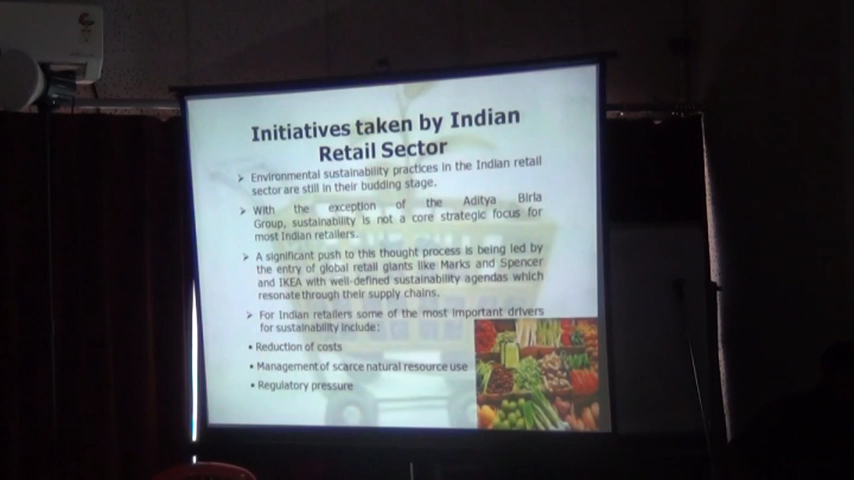 Initiatives taken by Indian
Retail Sector
➢ Environmental sustainability practices in the Indian retail
sector are still in their budding stage.
➢ With the exception of the Aditya Birla
Group, sustainability is not a core strategic focus for
most Indian retailers.
➢ A significant push to this thought process is being led by
the entry of global retail giants like Marks and Spencer
and IKEA with well-defined sustainability agendas which
resonate through their supply chains.
➢ For Indian retailers some of the most important drivers
for sustainability include:
• Reduction of costs
• Management of scarce natural resource use
• Regulatory pressure